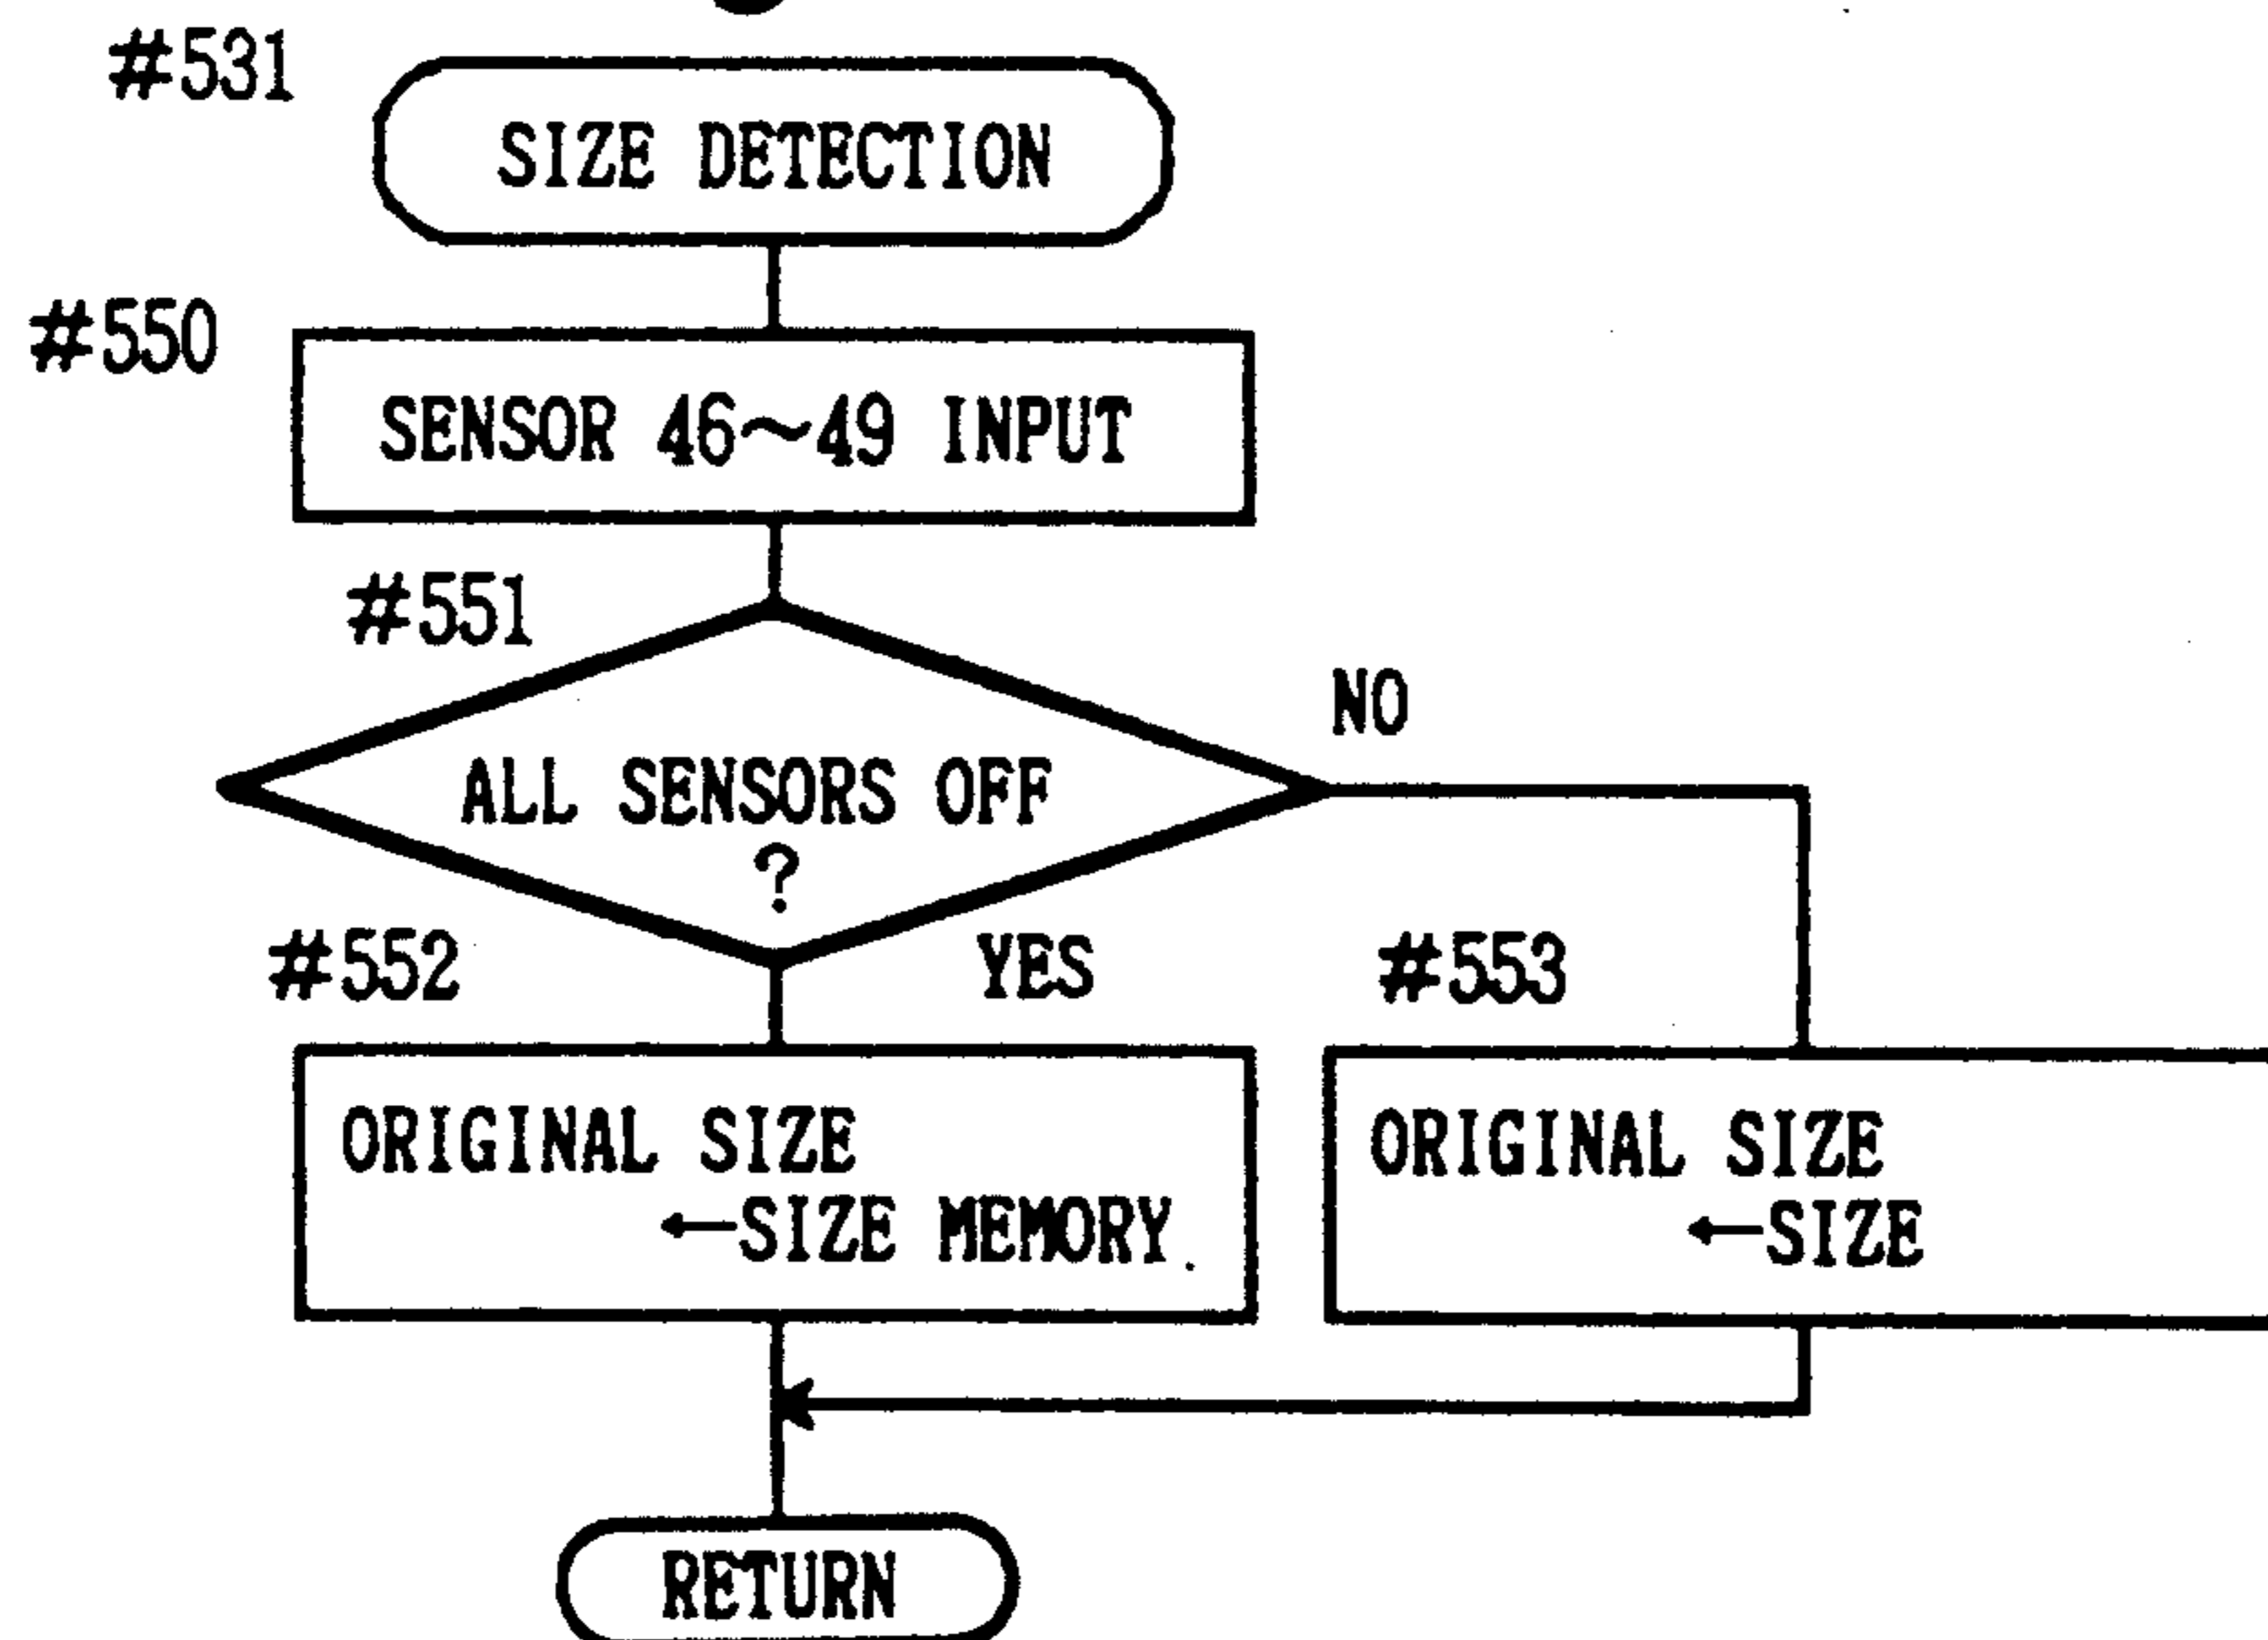 #531
SIZE DETECTION
#550
SENSOR 46~49 INPUT
#551
NO
ALL SENSORS OFF
?
#552
YES
#553
ORIGINAL SIZE
←SIZE MEMORY
ORIGINAL SIZE
←SIZE
RETURN